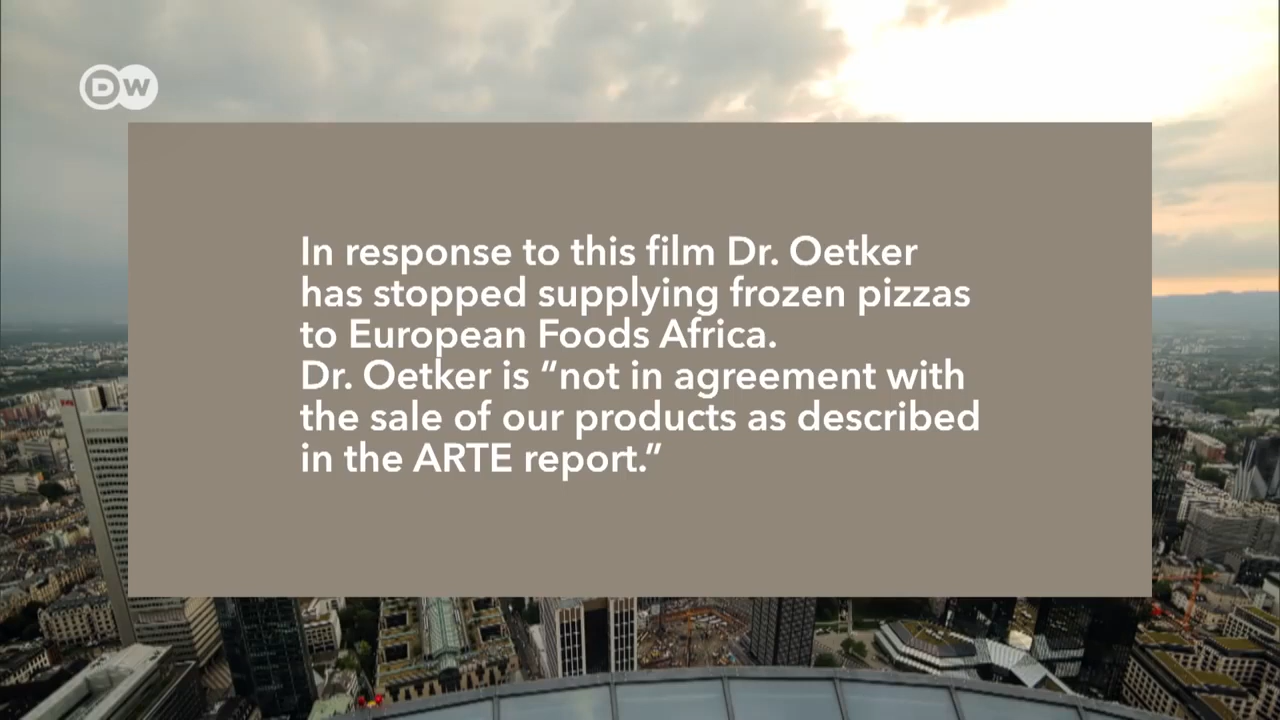 DW
In response to this film Dr. Oetker
has stopped supplying frozen pizzas
to European Foods Africa.
Dr. Oetker is “not in agreement with
the sale of our products as described
in the ARTE report.”